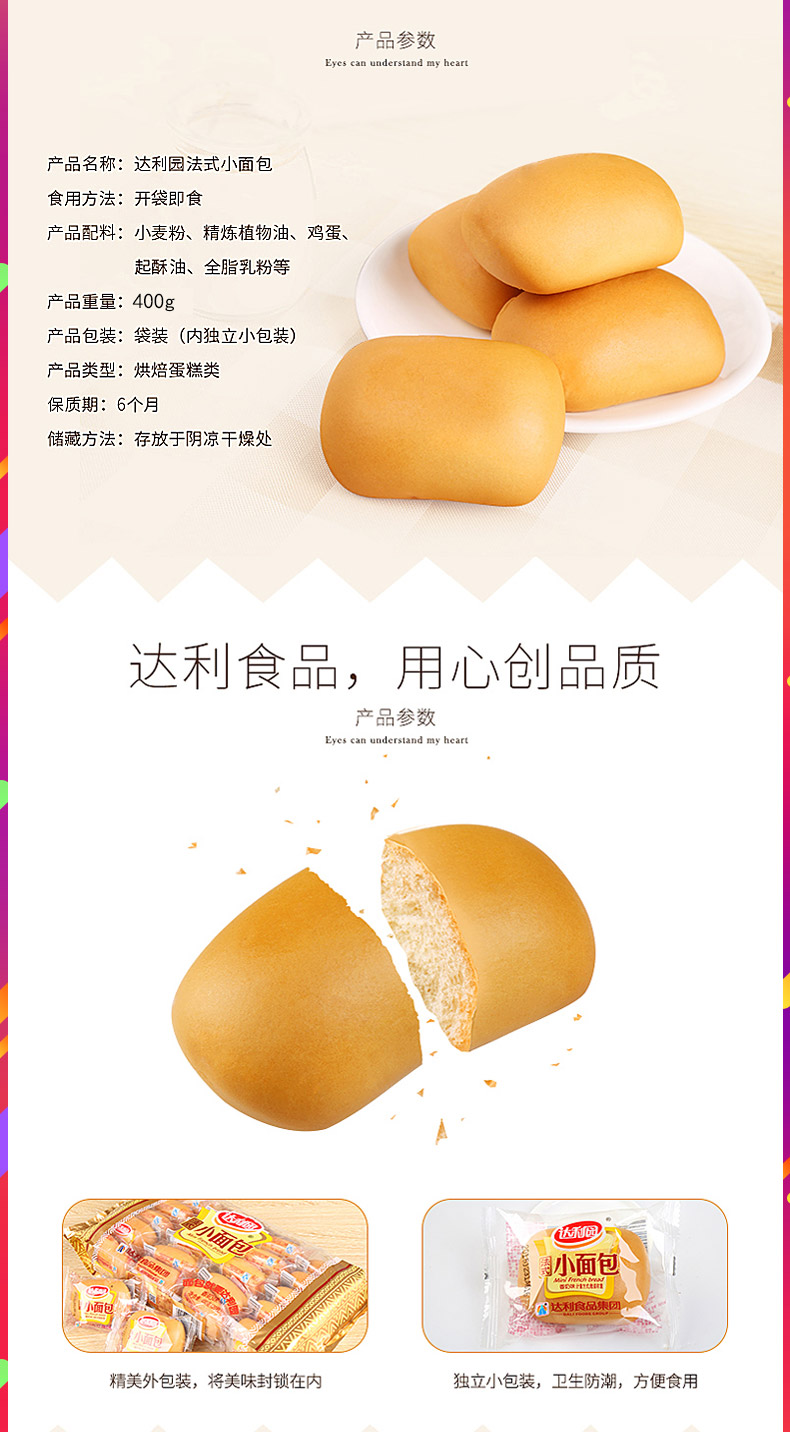 产品参数
Eyes can understand my heart
产品名称：达利园法式小面包
食用方法：开袋即食
产品配料：小麦粉、精炼植物油、鸡蛋、
起酥油、全脂乳粉等
产品重量：400g
产品包装：袋装（内独立小包装）
产品类型：烘焙蛋糕类
保质期：6个月
储藏方法：存放于阴凉干燥处
达利食品，用心创品质
产品参数
Eyes can understand my heart
达利园
小面包
小面包
小面包
达利园
法式
小面包
Mini French bread
达利食品集团
DALI FOODS GROUP
精美外包装，将美味封锁在内
独立小包装，卫生防潮，方便食用